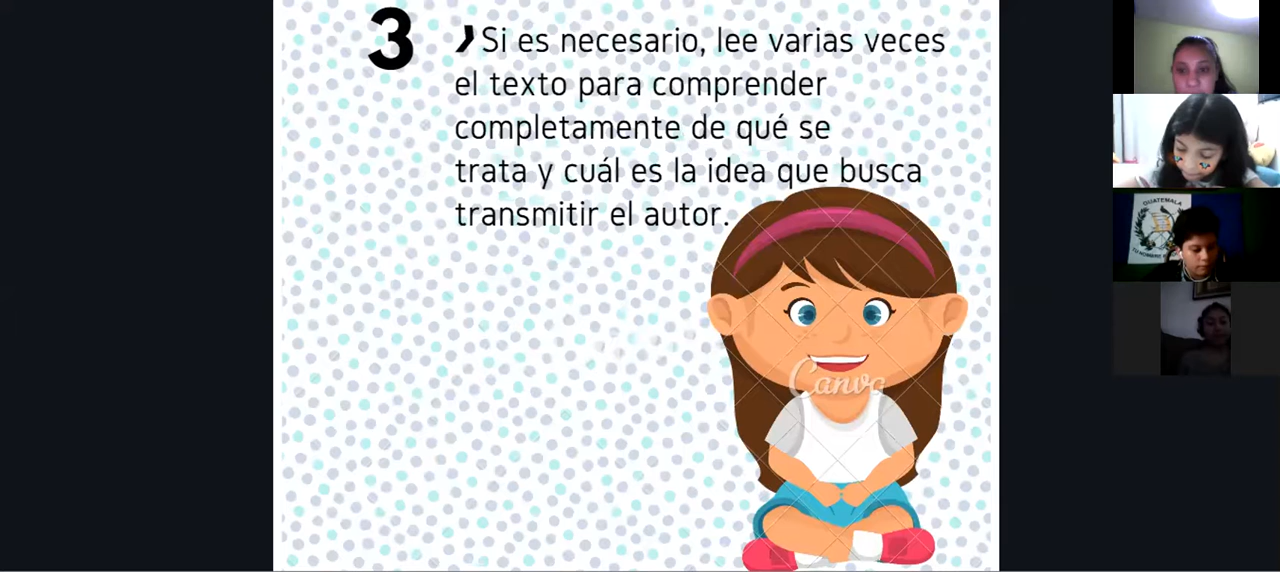 3
Si es necesario, lee varias veces
el texto para comprender
completamente de qué se
trata y cuál es la idea que busca
transmitir el autor.
Canva
GUATEMALA